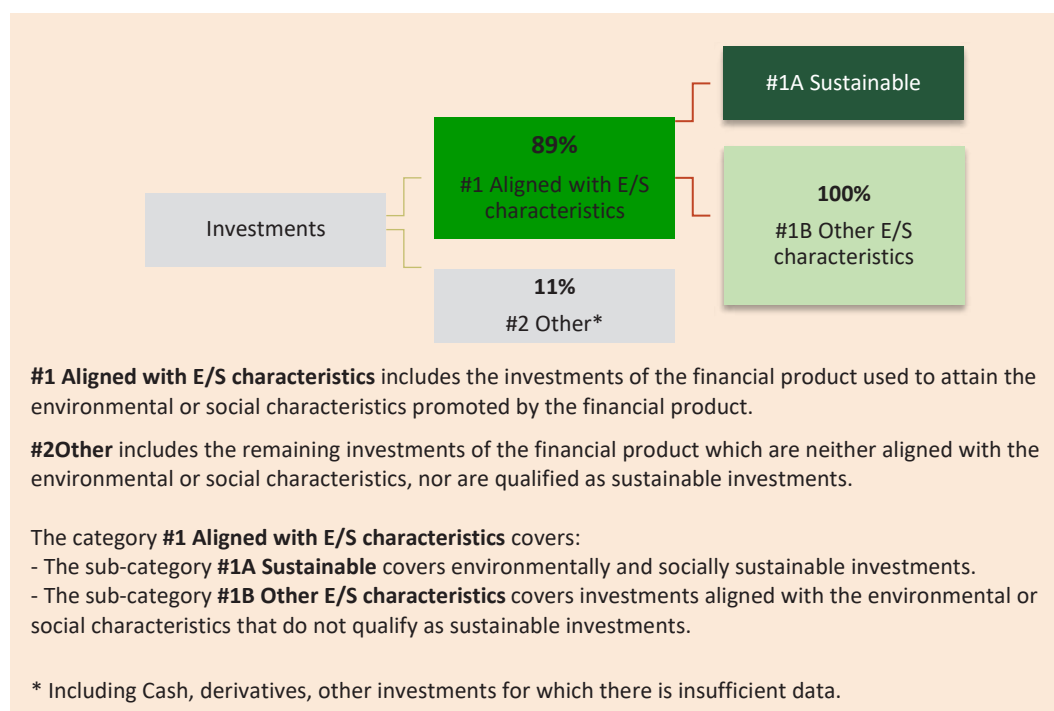 #1A Sustainable
89%
#1 Aligned with E/S
characteristics
100%
#1B Other E/S
characteristics
Investments
11%
#2 Other*
#1 Aligned with E/S characteristics includes the investments of the financial product used to attain the
environmental or social characteristics promoted by the financial product.
#2Other includes the remaining investments of the financial product which are neither aligned with the
environmental or social characteristics, nor are qualified as sustainable investments.
The category #1 Aligned with E/S characteristics covers:
- The sub-category #1A Sustainable covers environmentally and socially sustainable investments.
- The sub-category #1B Other E/S characteristics covers investments aligned with the environmental or
social characteristics that do not qualify as sustainable investments.
* Including Cash, derivatives, other investments for which there is insufficient data.